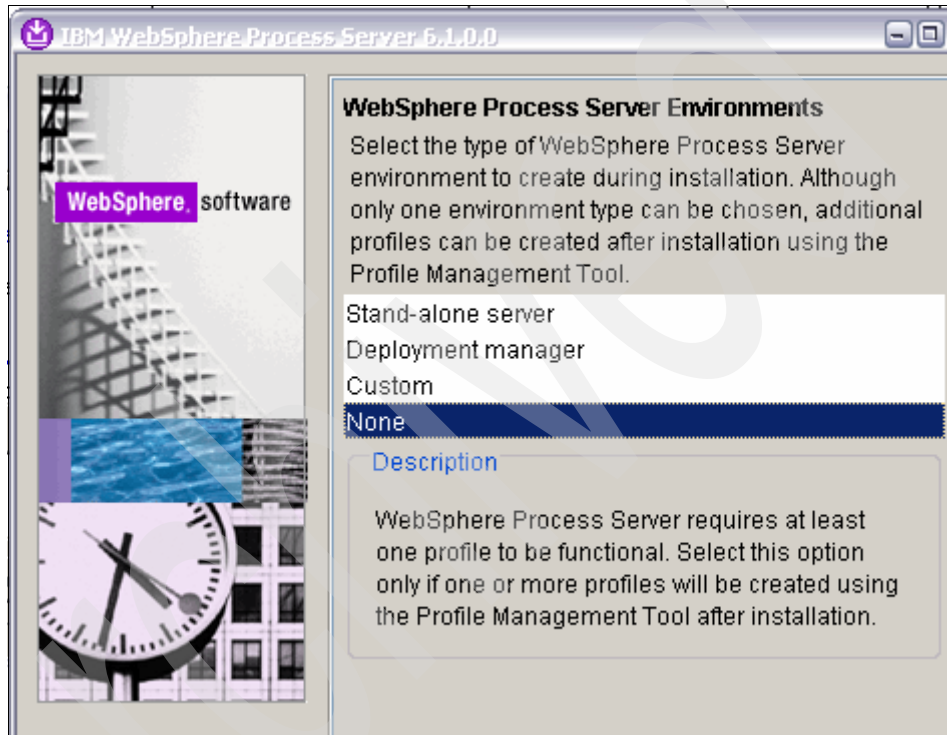 IBM WebSphere Process Server 6.1.0.0
WebSphere. software
WebSphere Process Server Environments
Select the type of WebSphere Process Server
environment to create during installation. Although
only one environment type can be chosen, additional
profiles can be created after installation using the
Profile Management Tool.
Stand-alone server
Deployment manager
Custom
None
Description
WebSphere Process Server requires at least
one profile to be functional. Select this option
only if one or more profiles will be created using
the Profile Management Tool after installation.